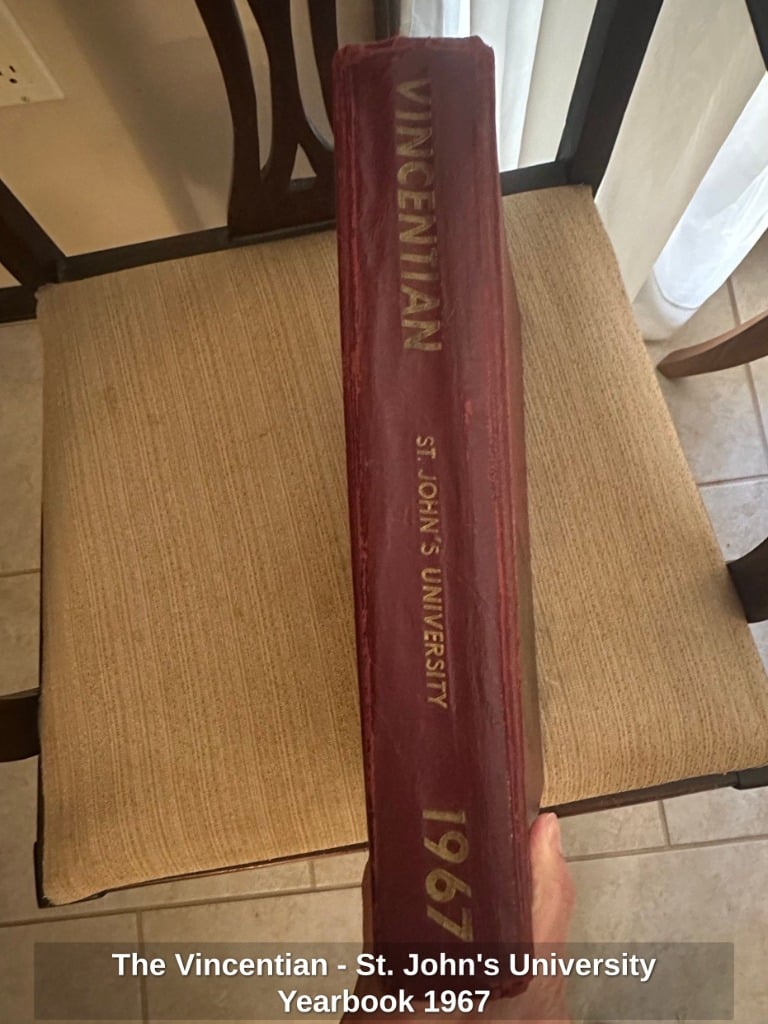 VINCENTIAN
ST. JOHN'S UNIVERSITY
1967
The Vincentian - St. John's University
Yearbook 1967